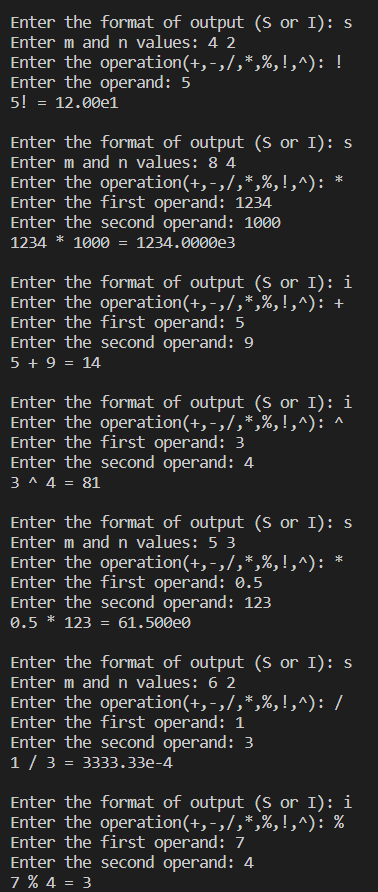 Enter the format of output (S or I): s
Enter m and n values: 4 2
Enter the operation(+,-,/,*,%,!,^): !
Enter the operand: 5
5! = 12.00e1
Enter the format of output (S or I): s
Enter m and n values: 8 4
Enter the operation(+,-,/,*,%,!,^): *
Enter the first operand: 1234
Enter the second operand: 1000
1234 * 1000 = 1234.0000e3
Enter the format of output (S or I): i
Enter the operation(+,-,/,*,%,!,^): +
Enter the first operand: 5
Enter the second operand: 9
5 + 9 = 14
Enter the format of output (S or I): i
Enter the operation(+,-,/,*,%,!,^): ^
Enter the first operand: 3
Enter the second operand: 4
3 ^ 4 = 81
Enter the format of output (S or I): s
Enter m and n values: 5 3
Enter the operation(+,-,/,*,%,!,^): *
Enter the first operand: 0.5
Enter the second operand: 123
0.5 * 123 = 61.500e0
Enter the format of output (S or I): s
Enter m and n values: 6 2
Enter the operation(+,-,/,*,%,!,^): /
Enter the first operand: 1
Enter the second operand: 3
1 / 3 = 3333.33e-4
Enter the format of output (S or I): i
Enter the operation(+,-,/,*,%,!,^): %
Enter the first operand: 7
Enter the second operand: 4
7 % 4 = 3